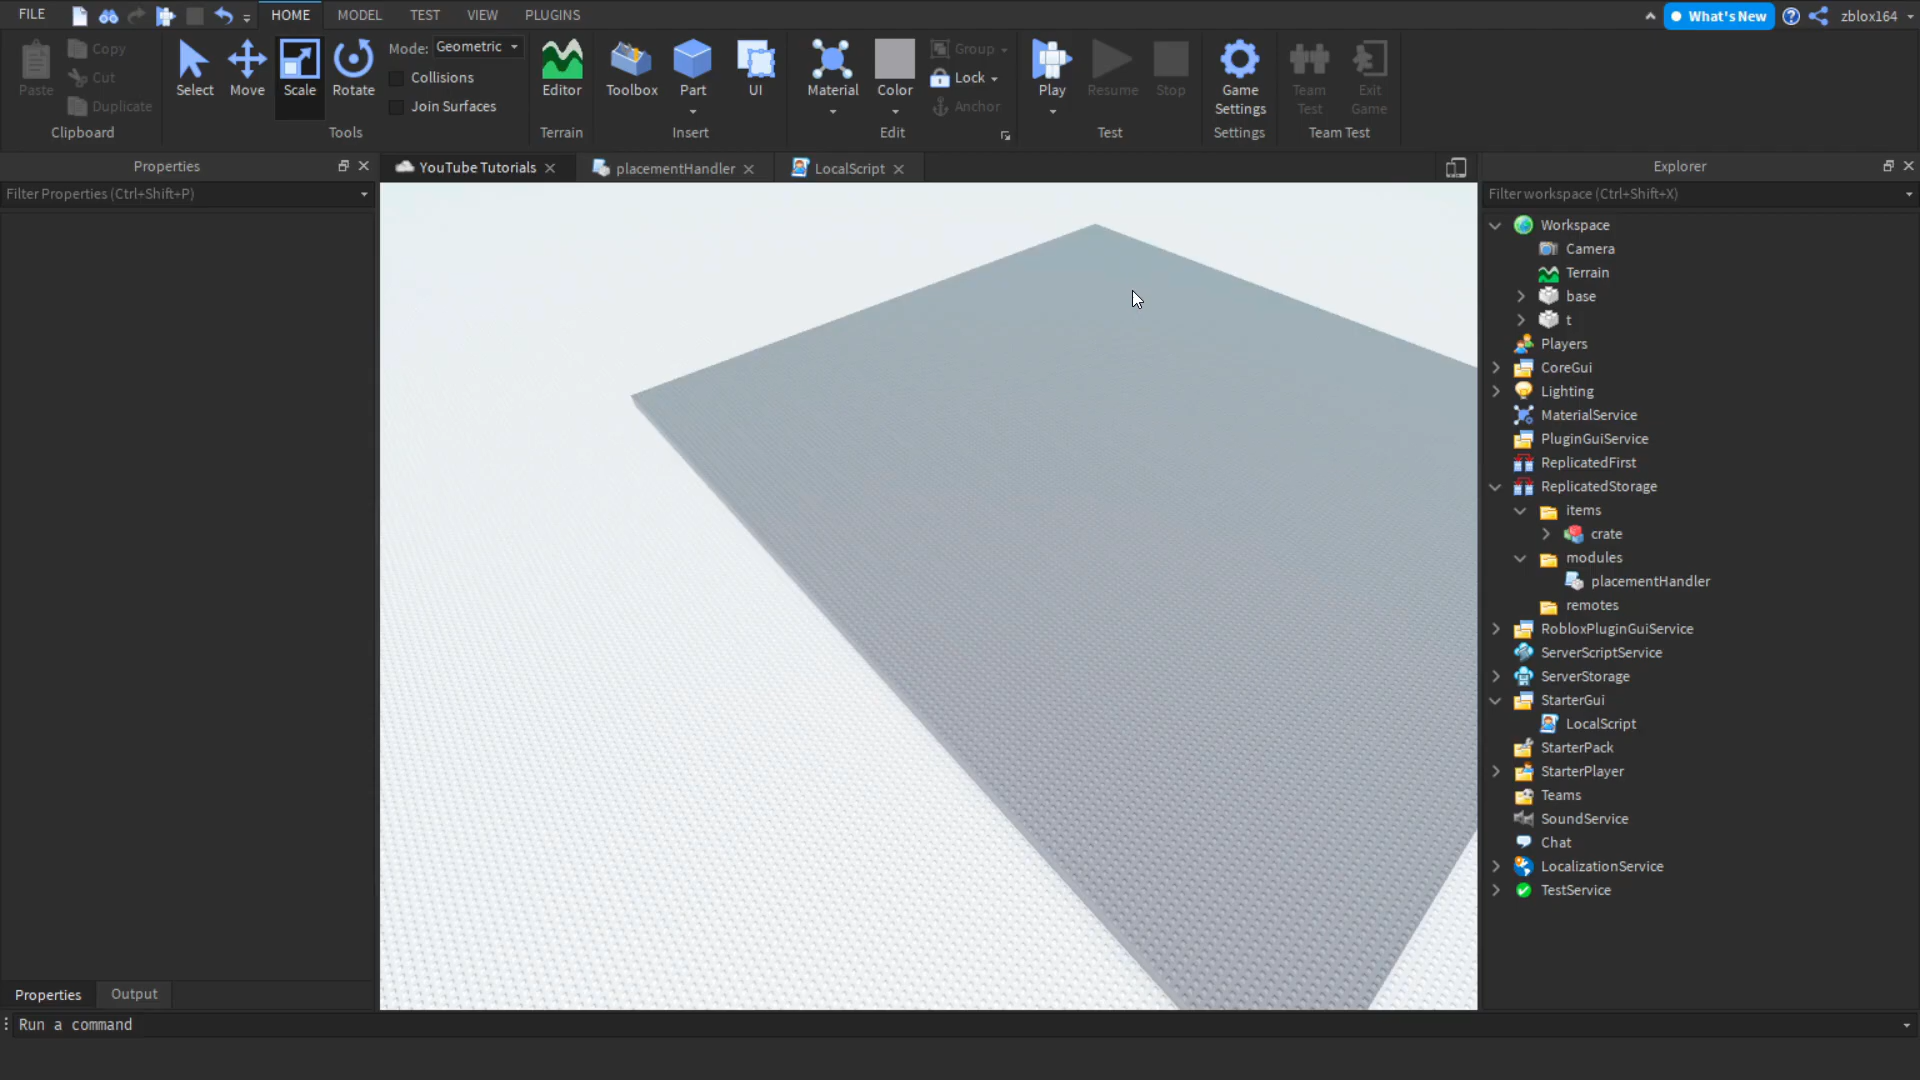 FILE
HOME
MODEL
TEST
VIEW
PLUGINS
What's New
zblox164
Paste
Copy
Cut
Duplicate
Clipboard
Select
Move
Scale
Rotate
Mode: Geometric
Collisions
Join Surfaces
Tools
Editor
Terrain
Toolbox
Part
UI
Insert
Material
Color
Group
Lock
Anchor
Edit
Play
Resume
Stop
Test
Game
Settings
Settings
Team
Test
Exit
Game
Team Test
Properties
Filter Properties (Ctrl+Shift+P)
YouTube Tutorials
placementHandler
LocalScript
Explorer
Filter workspace (Ctrl+Shift+X)
Workspace
Camera
Terrain
base
t
Players
CoreGui
Lighting
MaterialService
PluginGuiService
ReplicatedFirst
ReplicatedStorage
items
crate
modules
placementHandler
remotes
RobloxPluginGuiService
ServerScriptService
ServerStorage
StarterGui
LocalScript
StarterPack
StarterPlayer
Teams
SoundService
Chat
LocalizationService
TestService
Properties
Output
Run a command